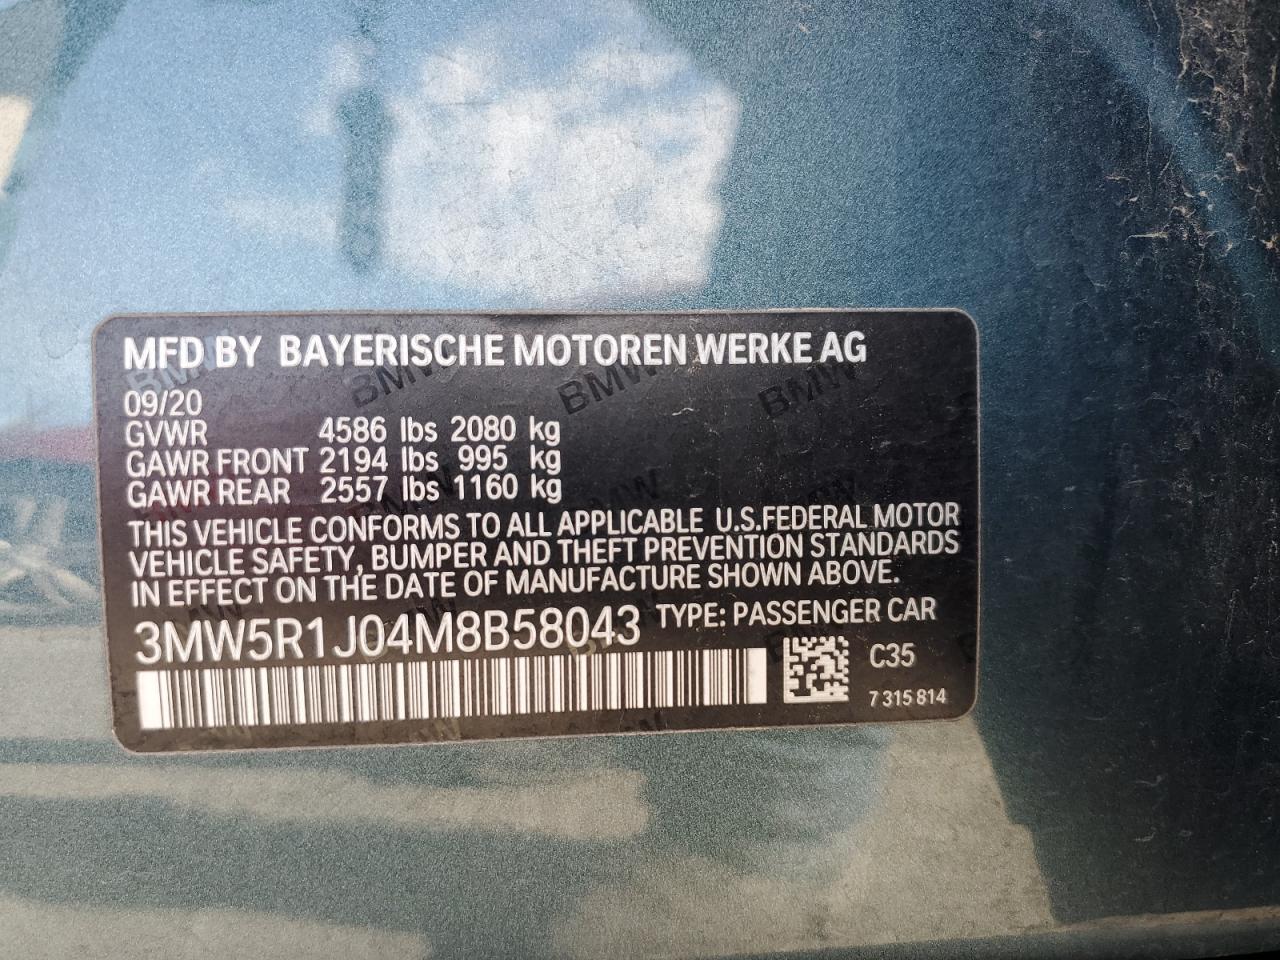 MFD BY BAYERISCHE MOTOREN WERKE AG
09/20
GVWR 4586 lbs 2080 kg
GAWR FRONT 2194 lbs 995 kg
GAWR REAR 2557 lbs 1160 kg
THIS VEHICLE CONFORMS TO ALL APPLICABLE U.S.FEDERAL MOTOR
VEHICLE SAFETY, BUMPER AND THEFT PREVENTION STANDARDS
IN EFFECT ON THE DATE OF MANUFACTURE SHOWN ABOVE.
3MW5R1J04M8B58043 TYPE: PASSENGER CAR
C35
7 315 814